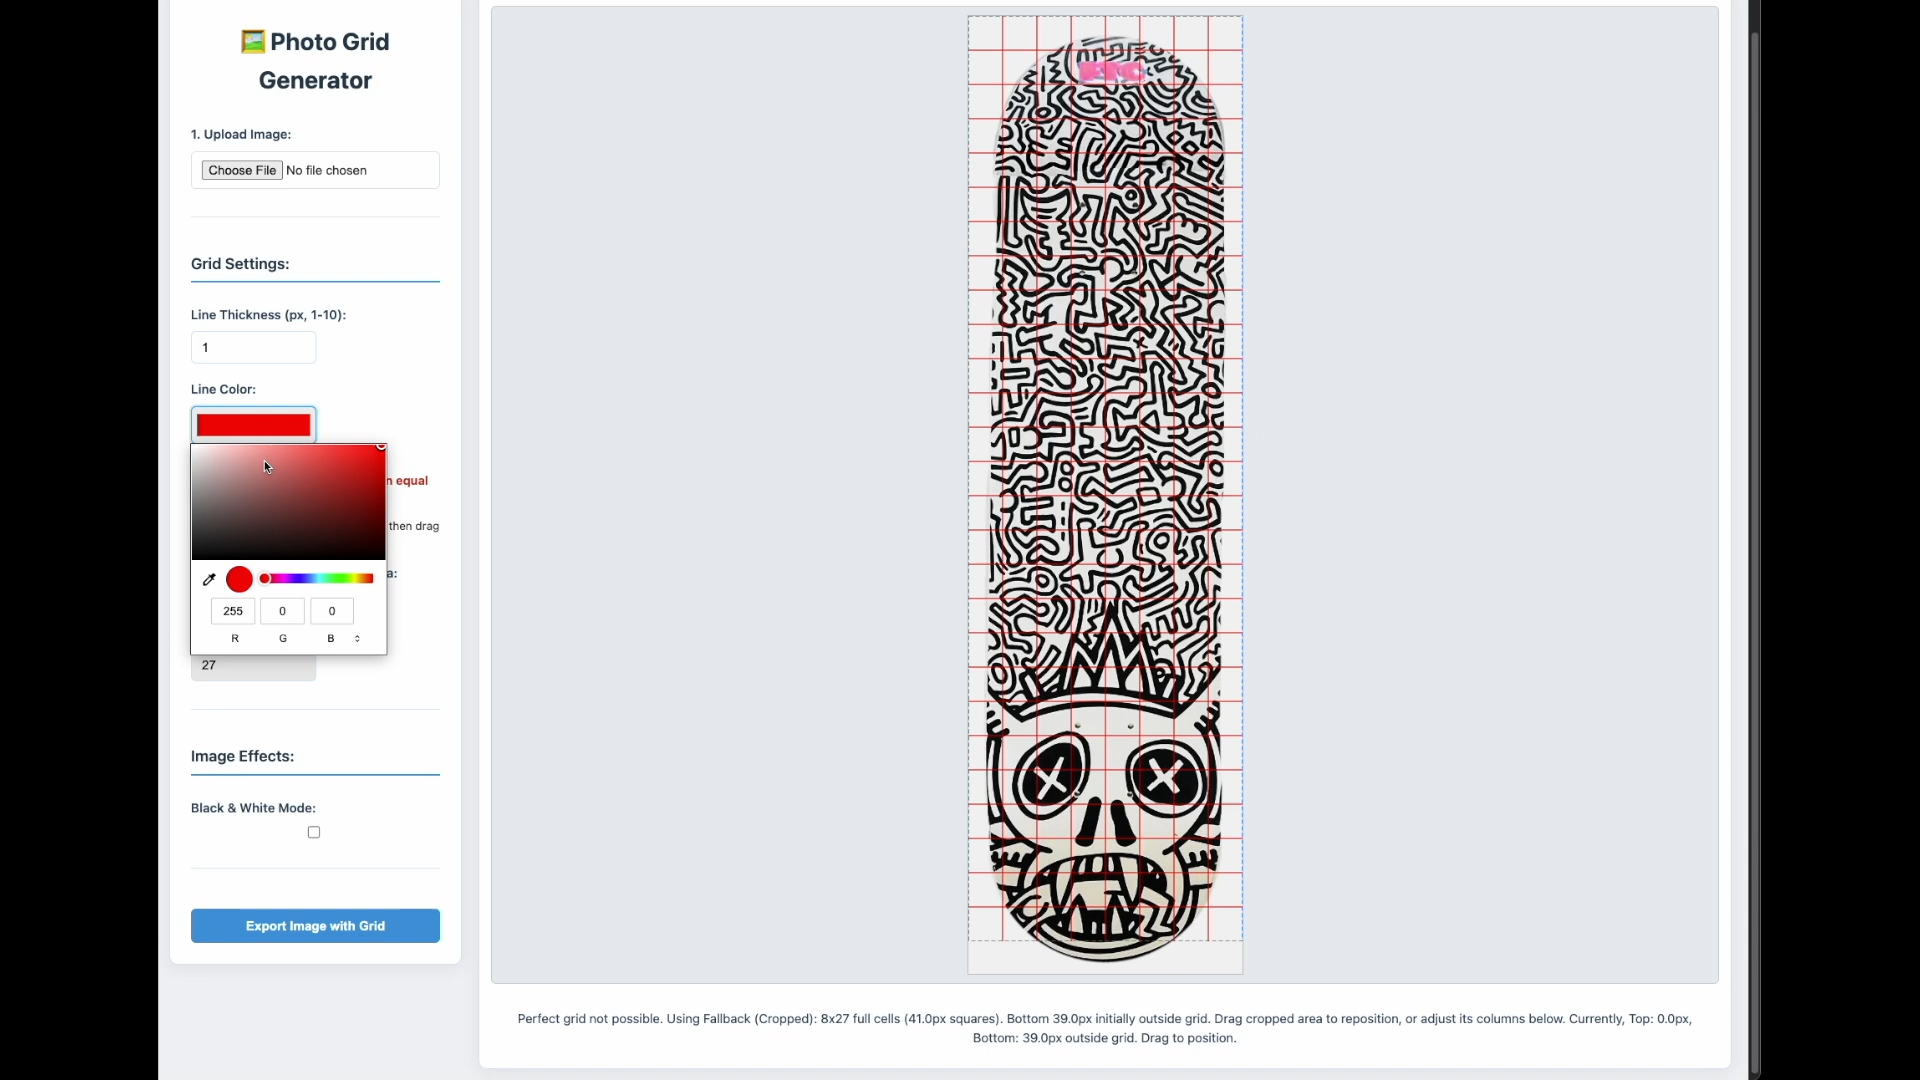 Photo Grid
Generator
1. Upload Image:
Choose File No file chosen
Grid Settings:
Line Thickness (px, 1-10):
1
Line Color:
n equal
then drag
a:
255 0 0
R G B
27
Image Effects:
Black & White Mode:
Export Image with Grid
FTC
Perfect grid not possible. Using Fallback (Cropped): 8x27 full cells (41.0px squares). Bottom 39.0px initially outside grid. Drag cropped area to reposition, or adjust its columns below. Currently, Top: 0.0px,
Bottom: 39.0px outside grid. Drag to position.